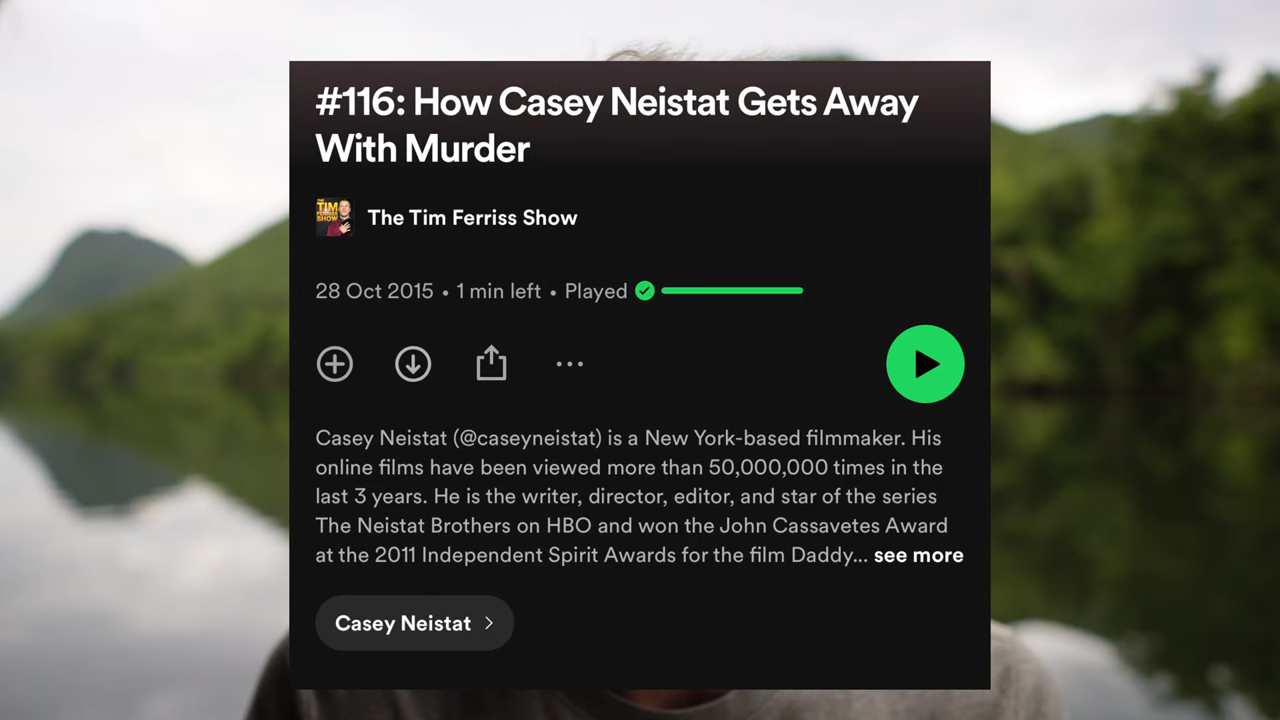 #116: How Casey Neistat Gets Away
With Murder
THE
TIM
FERRISS
SHOW
The Tim Ferriss Show
28 Oct 2015 • 1 min left • Played
Casey Neistat (@caseyneistat) is a New York-based filmmaker. His
online films have been viewed more than 50,000,000 times in the
last 3 years. He is the writer, director, editor, and star of the series
The Neistat Brothers on HBO and won the John Cassavetes Award
at the 2011 Independent Spirit Awards for the film Daddy... see more
Casey Neistat